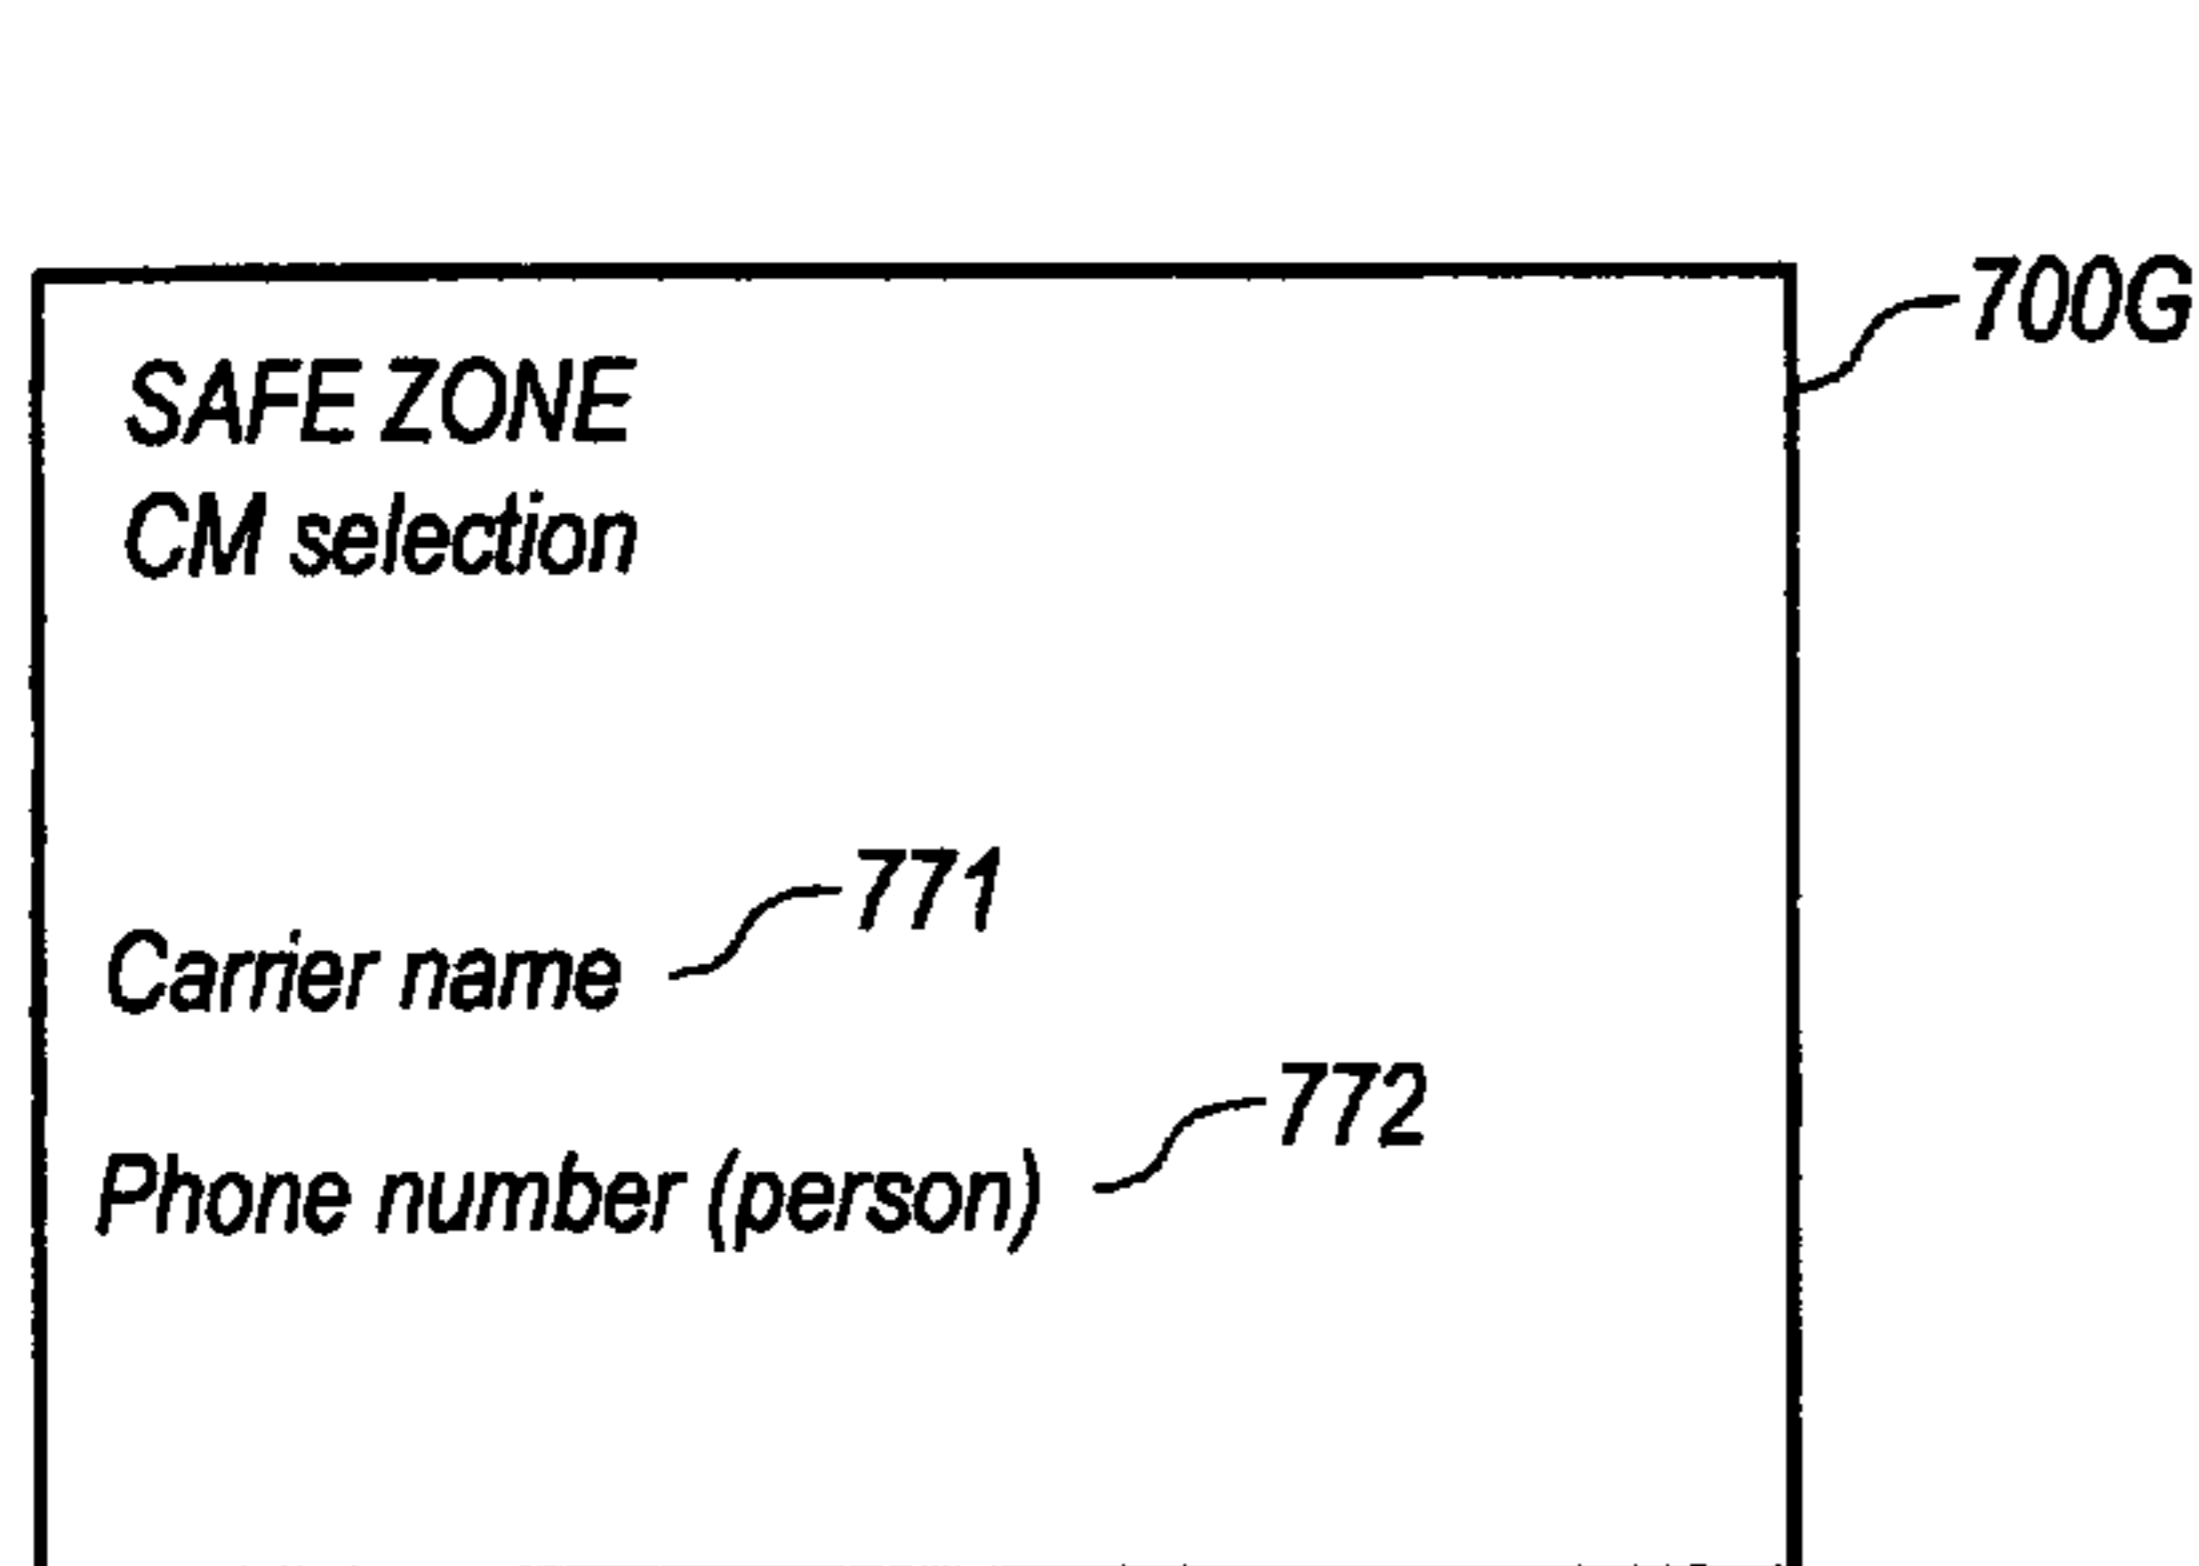 700G
SAFE ZONE
CM selection
771
Carrier name
772
Phone number (person)